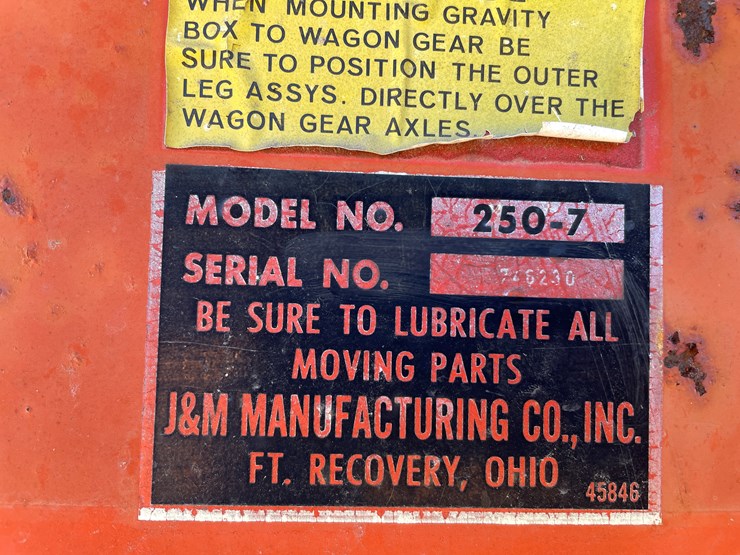 WHEN MOUNTING GRAVITY
BOX TO WAGON GEAR BE
SURE TO POSITION THE OUTER
LEG ASSYS. DIRECTLY OVER THE
WAGON GEAR AXLES.
MODEL NO. 250-7
SERIAL NO.
BE SURE TO LUBRICATE ALL
MOVING PARTS
J&M MANUFACTURING CO., INC.
FT. RECOVERY, OHIO 45846